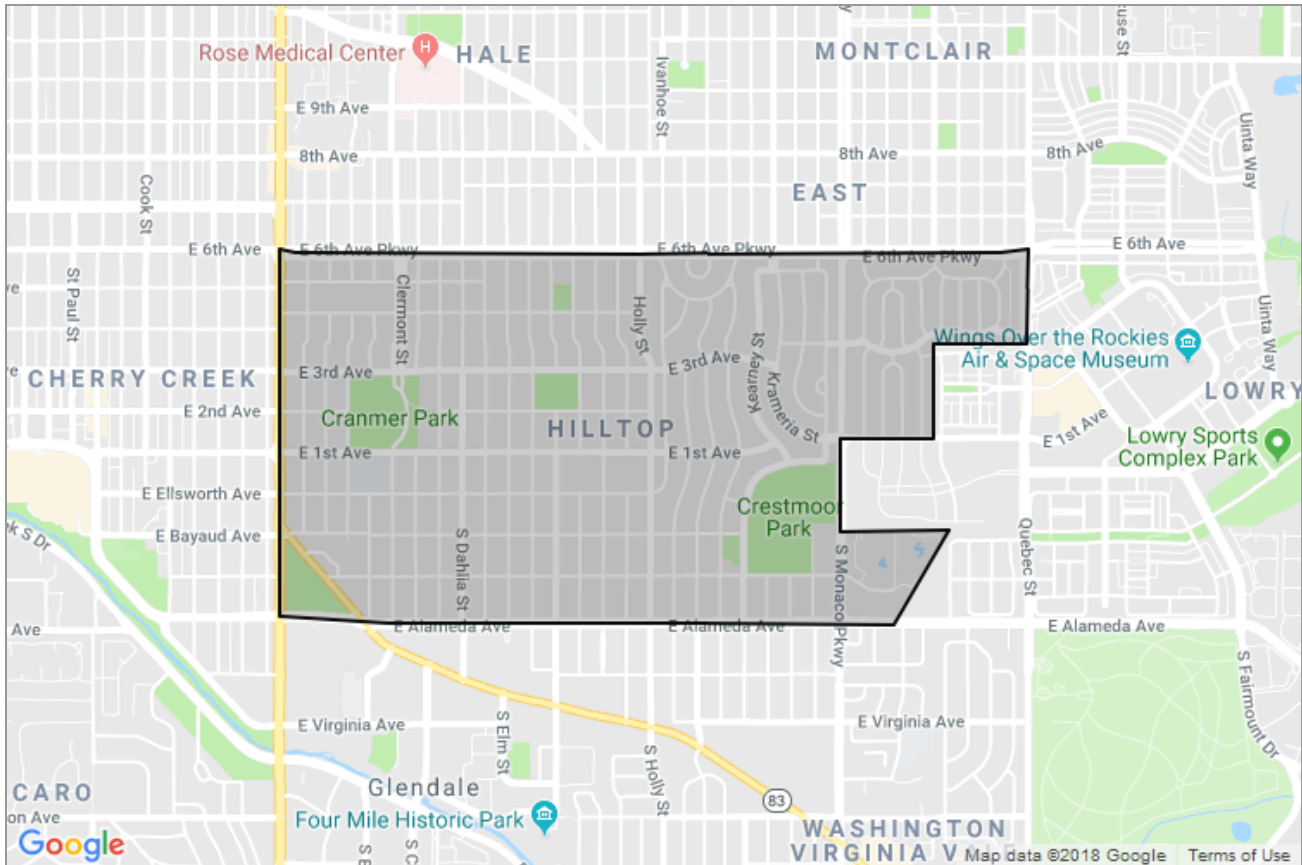 Rose Medical Center
H
HALE
MONTCLAIR
Ivanhoe St
E 9th Ave
8th Ave
8th Ave
8th Ave
Uinta Way
Cook St
EAST
E 6th Ave
E 6th Ave Pkwy
E 6th Ave Pkwy
E 6th Ave Pkwy
E 6th Ave
St Paul St
Clermont St
Holly St
Kearney St
Krameria St
Uinta Way
Wings Over the Rockies
Air & Space Museum
CHERRY CREEK
E 3rd Ave
E 3rd Ave
LOWRY
E 2nd Ave
Cranmer Park
HILLTOP
E 1st Ave
E 1st Ave
E 1st Ave
Lowry Sports
Complex Park
E Ellsworth Ave
Crestmoor
Park
E Bayaud Ave
S Dahlia St
S Monaco Pkwy
Quebec St
Ave
E Alameda Ave
E Alameda Ave
E Alameda Ave
S Fairmount Dr
E Virginia Ave
S Elm St
S Holly St
E Virginia Ave
Glendale
CARO
on Ave
Four Mile Historic Park
83
WASHINGTON
VIRGINIA VALE
Google
Map data ©2018 Google
Terms of Use